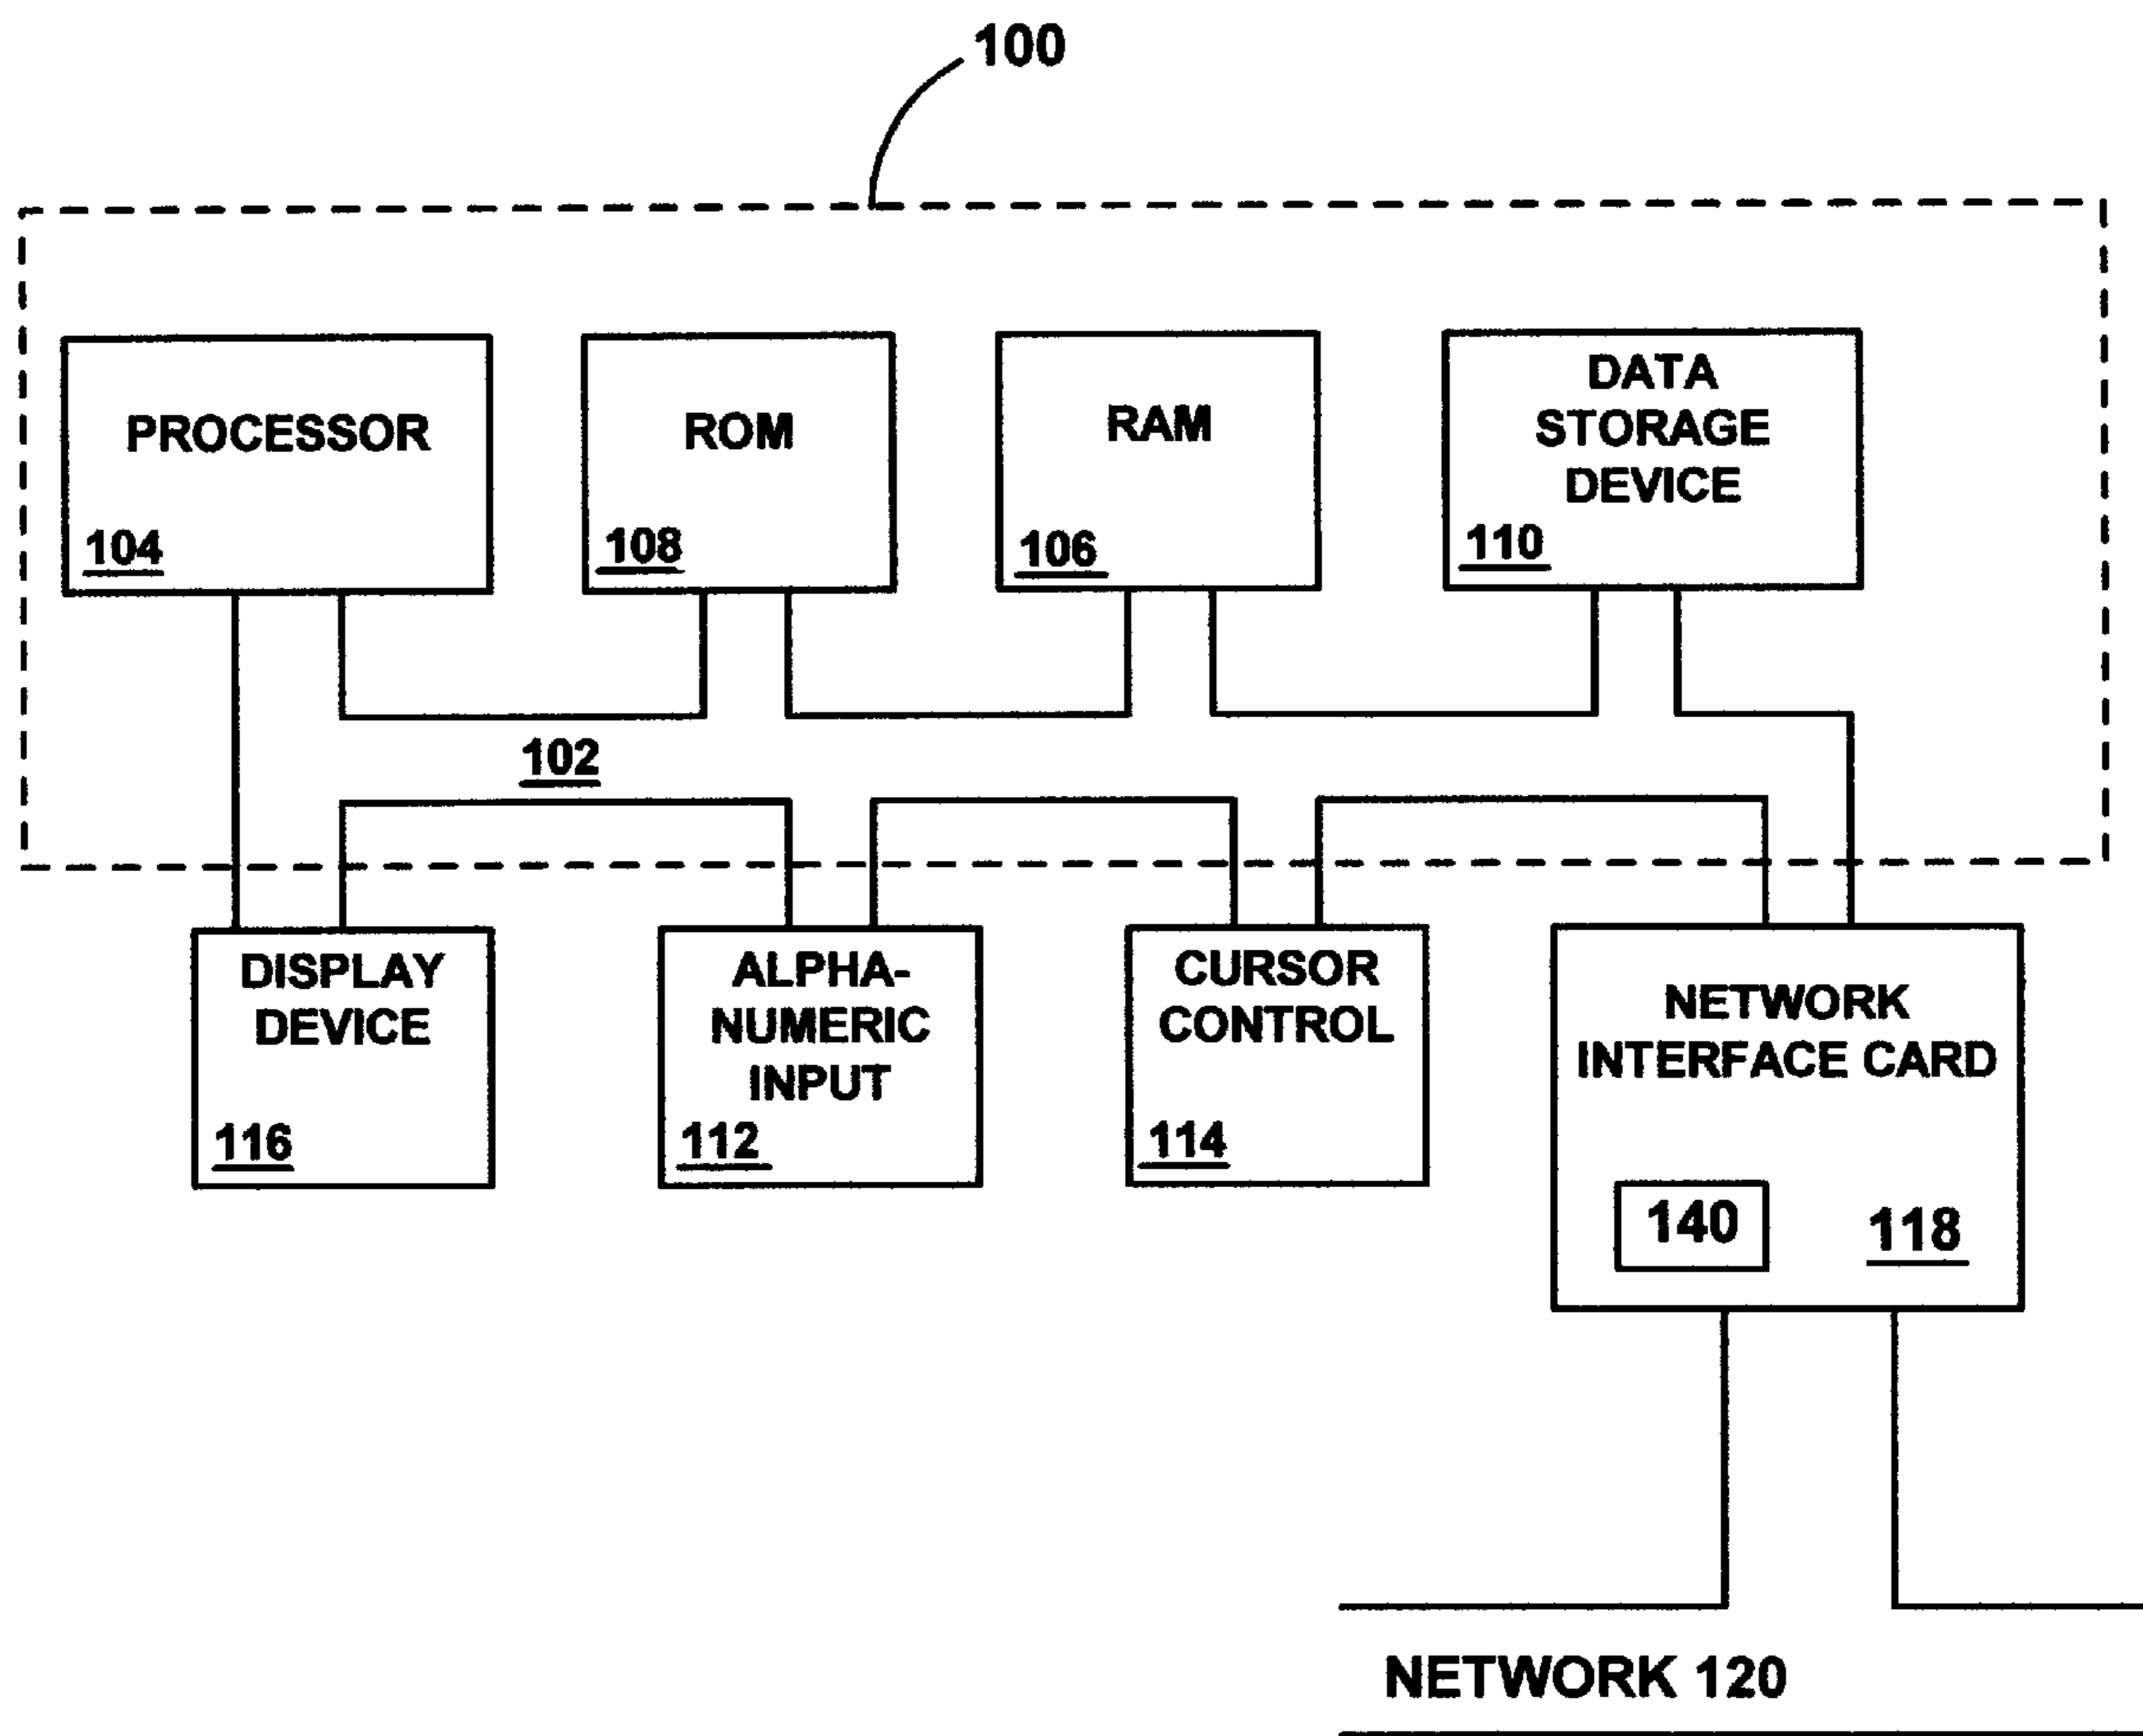 100
PROCESSOR
104
ROM
108
RAM
106
DATA
STORAGE
DEVICE
110
102
DISPLAY
DEVICE
116
ALPHA-
NUMERIC
INPUT
112
CURSOR
CONTROL
114
NETWORK
INTERFACE CARD
140
118
NETWORK 120